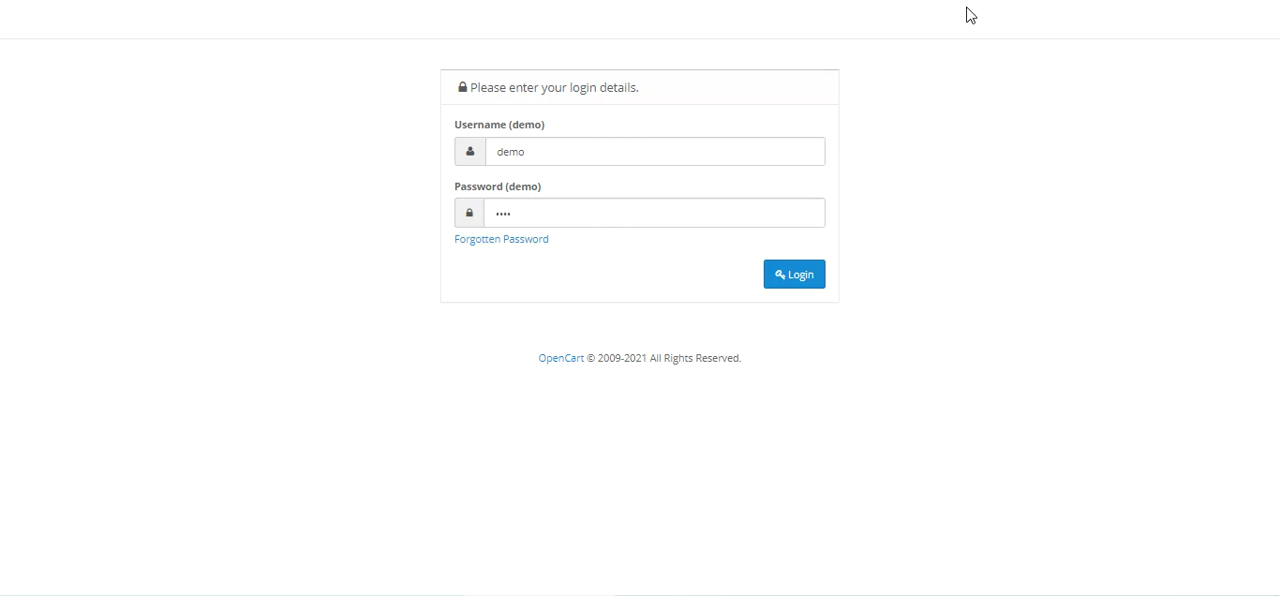 Please enter your login details.
Username (demo)
demo
Password (demo)
••••
Forgotten Password
Login
OpenCart © 2009-2021 All Rights Reserved.